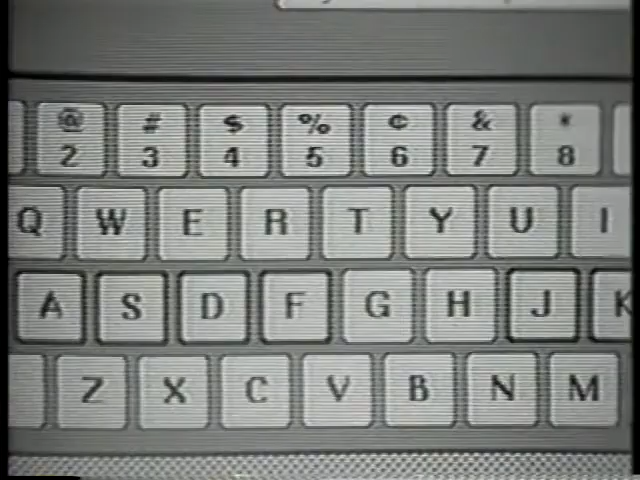 @ # $ % ¢ & *
2 3 4 5 6 7 8
Q W E R T Y U I
A S D F G H J K
Z X C V B N M